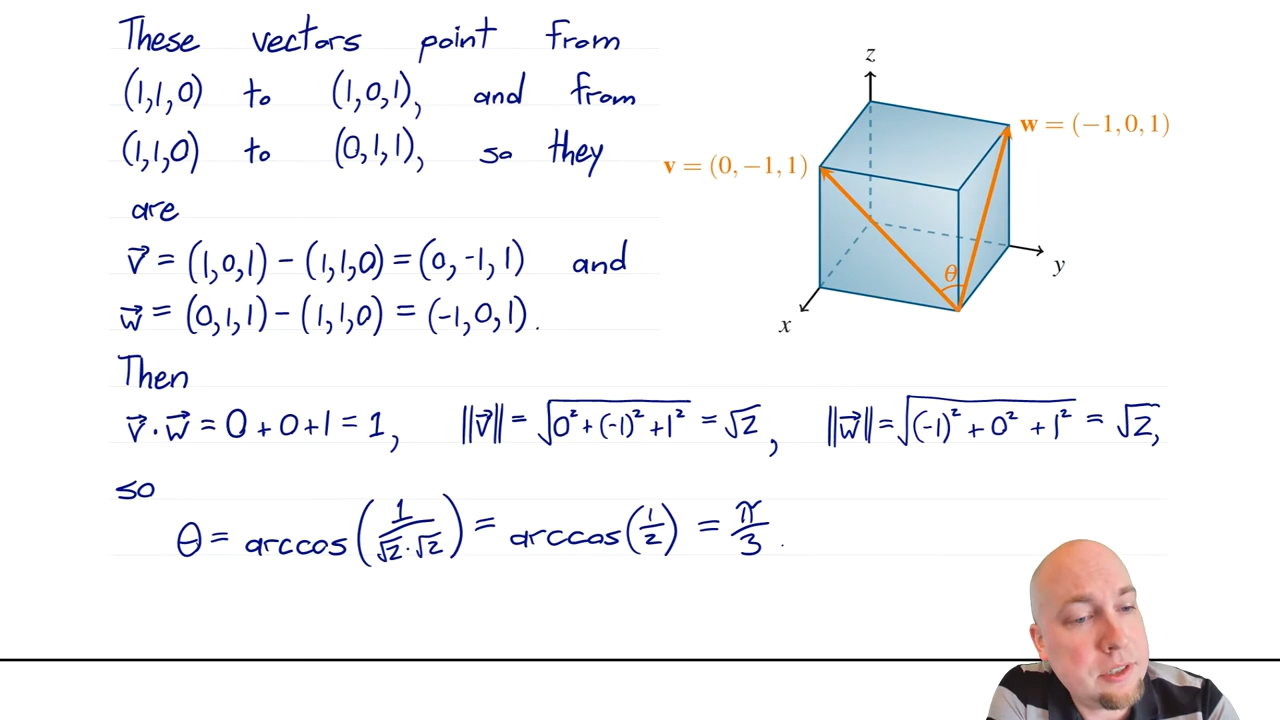 These vectors point from
(1,1,0) to (1,0,1), and from
(1,1,0) to (0,1,1), so they
are
v⃗ = (1,0,1) − (1,1,0) = (0,-1,1) and
w⃗ = (0,1,1) − (1,1,0) = (-1,0,1).
Then
v⃗·w⃗ = 0 + 0 + 1 = 1, ||v⃗|| = √(0² + (-1)² + 1²) = √2, ||w⃗|| = √((-1)² + 0² + 1²) = √2,
so
θ = arccos(1/(√2·√2)) = arccos(1/2) = π/3.
z
w = (−1,0,1)
v = (0,−1,1)
θ
y
x